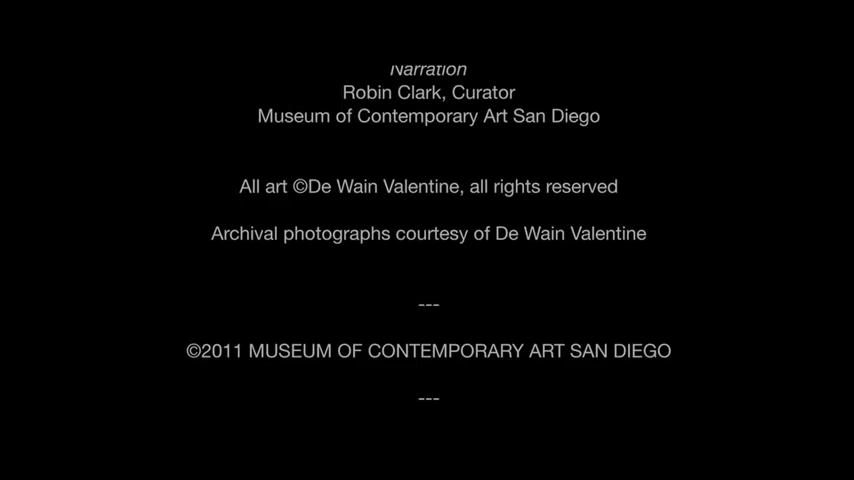 Narration
Robin Clark, Curator
Museum of Contemporary Art San Diego
All art ©De Wain Valentine, all rights reserved
Archival photographs courtesy of De Wain Valentine
---
©2011 MUSEUM OF CONTEMPORARY ART SAN DIEGO
---